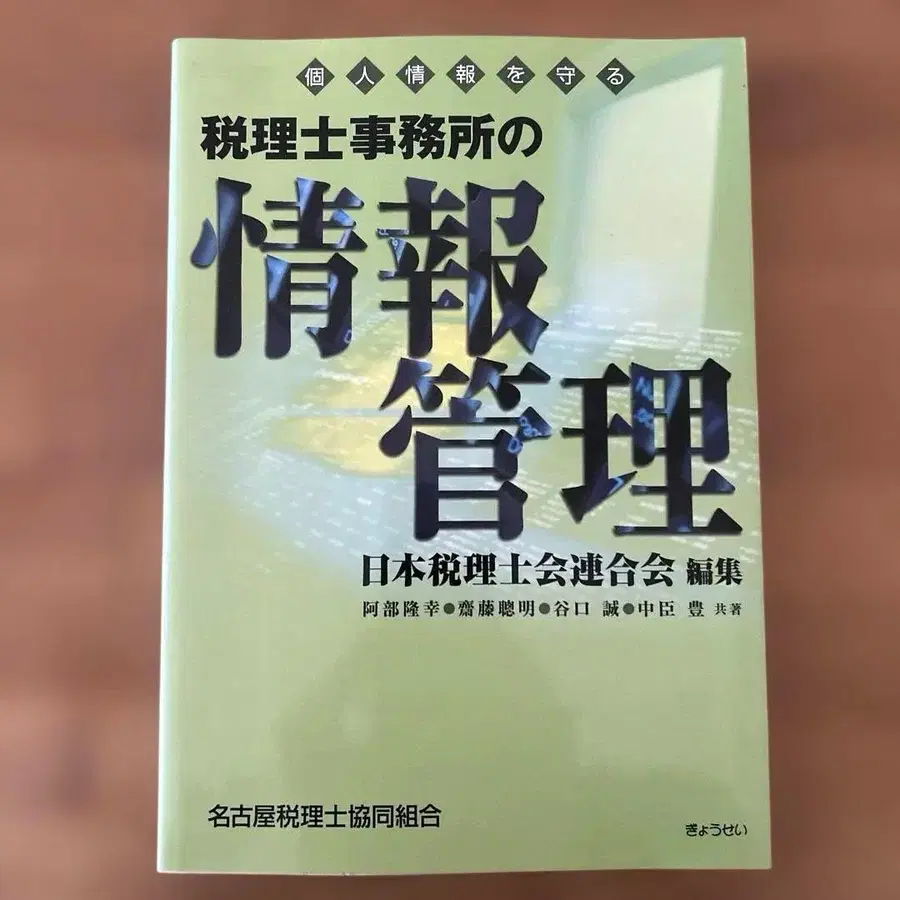 個人情報を守る
税理士事務所の
情報
管理
日本税理士会連合会 編集
阿部隆幸●齋藤聰明●谷口 誠●中臣 豊 共著
名古屋税理士協同組合
ぎょうせい